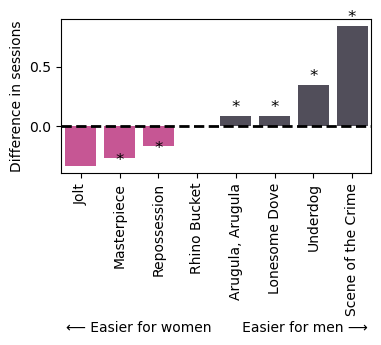 Difference in sessions
0.5
0.0
* * * * * *
Jolt
Masterpiece
Repossession
Rhino Bucket
Arugula, Arugula
Lonesome Dove
Underdog
Scene of the Crime
⟵ Easier for women
Easier for men ⟶